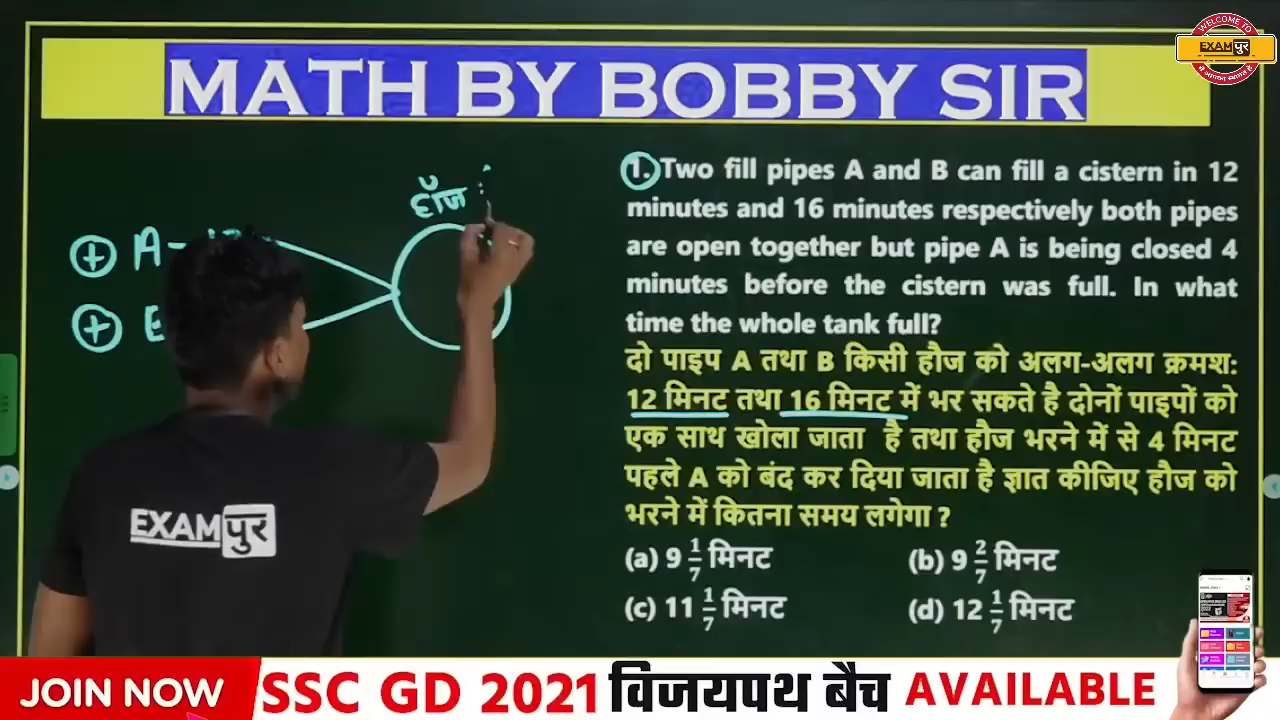 WELCOME TO
EXAMपुर
MATH BY BOBBY SIR
हौज
A-
1. Two fill pipes A and B can fill a cistern in 12
minutes and 16 minutes respectively both pipes
are open together but pipe A is being closed 4
minutes before the cistern was full. In what
time the whole tank full?
दो पाइप A तथा B किसी हौज को अलग-अलग क्रमश:
12 मिनट तथा 16 मिनट में भर सकते है दोनों पाइपों को
एक साथ खोला जाता है तथा हौज भरने में से 4 मिनट
पहले A को बंद कर दिया जाता है ज्ञात कीजिए हौज को
भरने में कितना समय लगेगा ?
(a) 9 1/7 मिनट (b) 9 2/7 मिनट
(c) 11 1/7 मिनट (d) 12 1/7 मिनट
EXAMपुर
JOIN NOW SSC GD 2021 विजयपथ बैच AVAILABLE